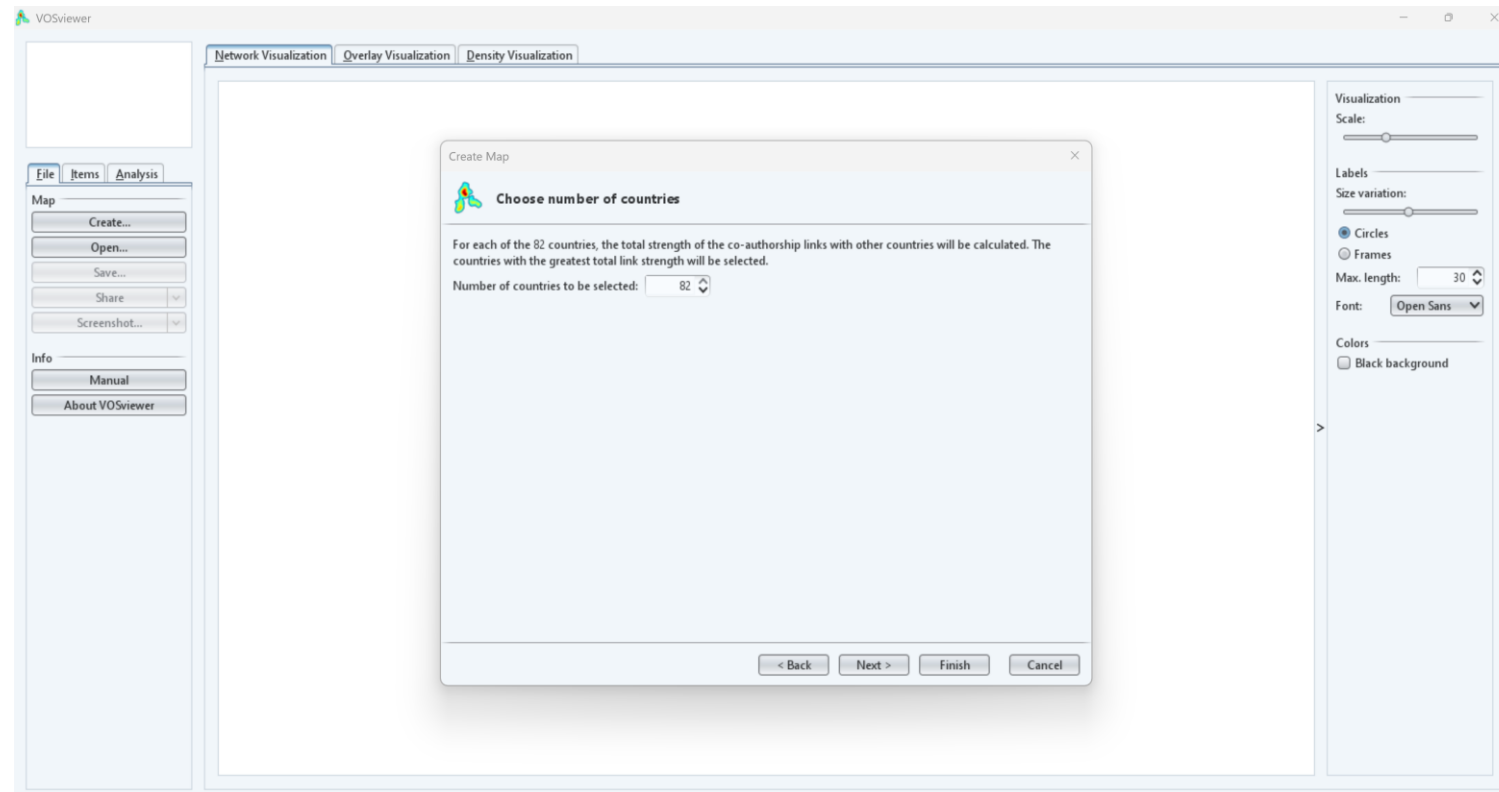 VOSviewer
Network Visualization Overlay Visualization Density Visualization
File Items Analysis
Map
Create...
Open...
Save...
Share
Screenshot...
Info
Manual
About VOSviewer
Create Map
Choose number of countries
For each of the 82 countries, the total strength of the co-authorship links with other countries will be calculated. The
countries with the greatest total link strength will be selected.
Number of countries to be selected: 82
< Back Next > Finish Cancel
>
Visualization
Scale:
Labels
Size variation:
Circles
Frames
Max. length: 30
Font: Open Sans
Colors
Black background